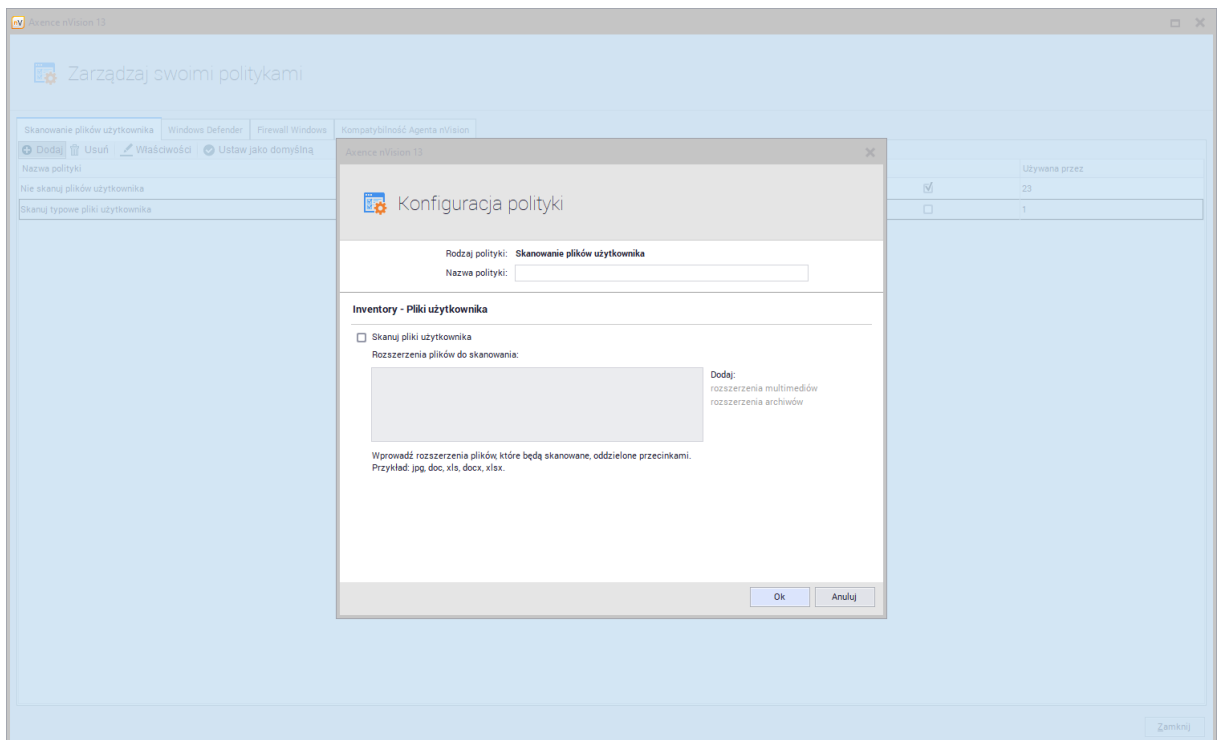 Axence nVision 13
Zarządzaj swoimi politykami
Skanowanie plików użytkownika Windows Defender Firewall Windows Kompatybilność Agenta nVision
Dodaj Usuń Właściwości Ustaw jako domyślną
Nazwa polityki Używana przez
Nie skanuj plików użytkownika 23
Skanuj typowe pliki użytkownika 1
Axence nVision 13
Konfiguracja polityki
Rodzaj polityki: Skanowanie plików użytkownika
Nazwa polityki:
Inventory - Pliki użytkownika
Skanuj pliki użytkownika
Rozszerzenia plików do skanowania:
Dodaj:
rozszerzenia multimediów
rozszerzenia archiwów
Wprowadź rozszerzenia plików, które będą skanowane, oddzielone przecinkami.
Przykład: jpg, doc, xls, docx, xlsx.
Ok Anuluj
Zamknij